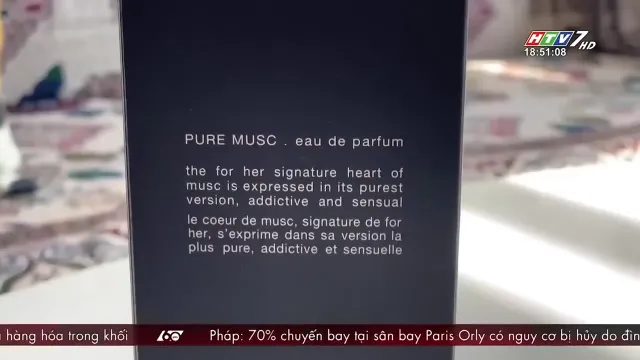 HTV7 HD
18:51:08
PURE MUSC . eau de parfum
the for her signature heart of
musc is expressed in its purest
version, addictive and sensual
le coeur de musc, signature de for
her, s'exprime dans sa version la
plus pure, addictive et sensuelle
hàng hóa trong khối 60 Pháp: 70% chuyến bay tại sân bay Paris Orly có nguy cơ bị hủy do